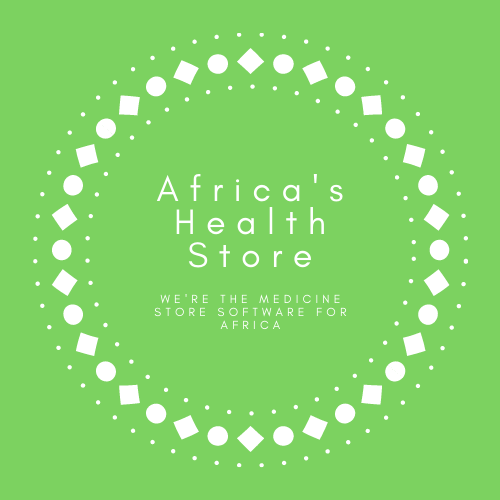 Africa's
Health
Store
WE'RE THE MEDICINE
STORE SOFTWARE FOR
AFRICA